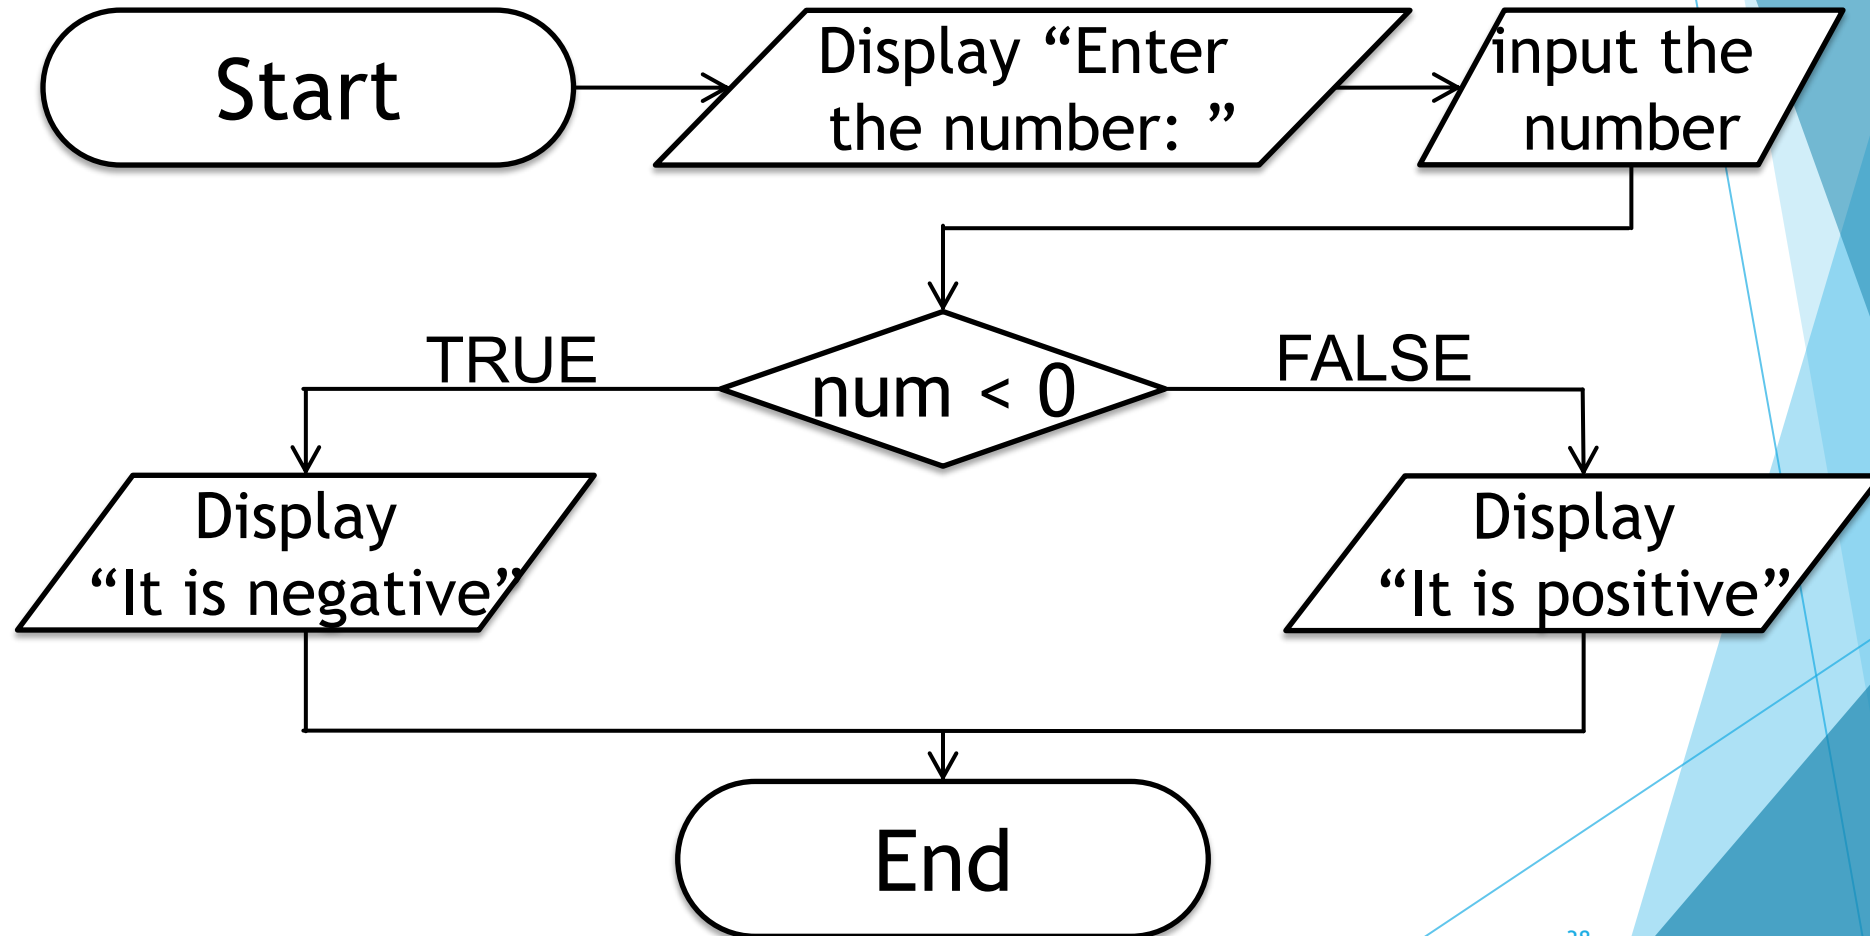 Start
Display “Enter
the number: ”
input the
number
TRUE
num < 0
FALSE
Display
“It is negative”
Display
“It is positive”
End